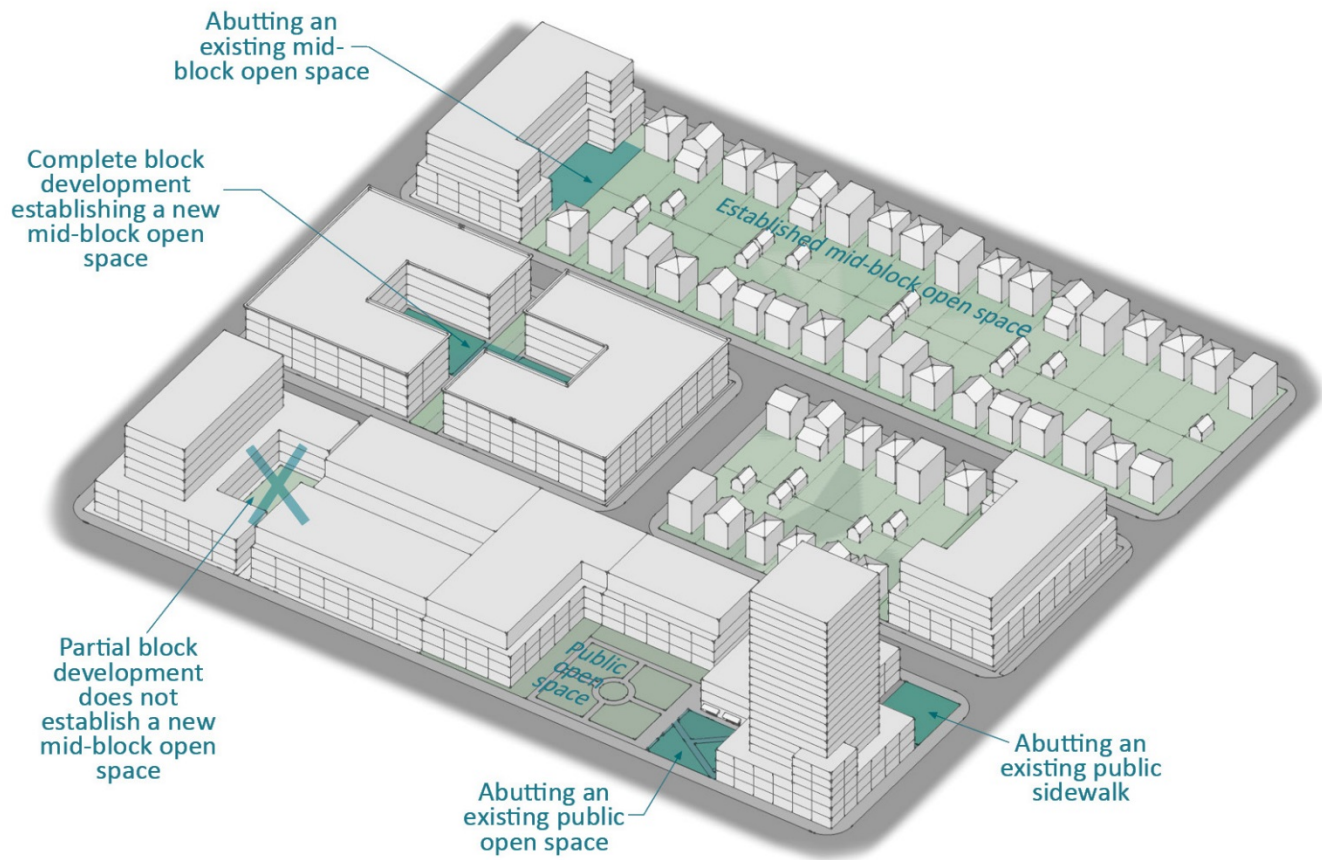 Abutting an
existing mid-
block open space
Complete block
development
establishing a new
mid-block open
space
Established mid-block open space
Partial block
development
does not
establish a new
mid-block open
space
Public
open
space
Abutting an
existing public
open space
Abutting an
existing public
sidewalk